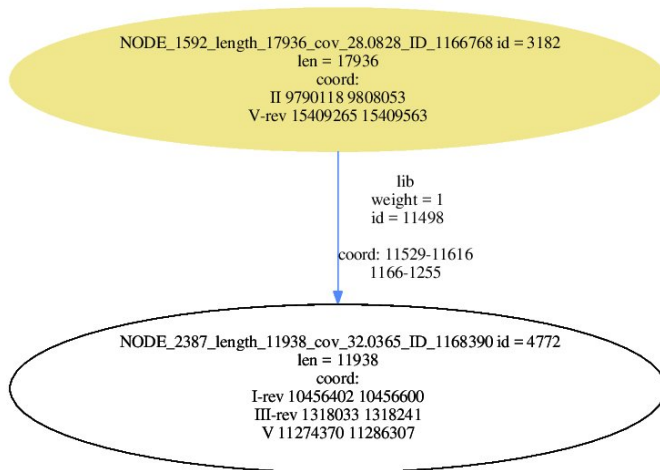 NODE_1592_length_17936_cov_28.0828_ID_1166768 id = 3182
len = 17936
coord:
II 9790118 9808053
V-rev 15409265 15409563
lib
weight = 1
id = 11498
coord: 11529-11616
1166-1255
NODE_2387_length_11938_cov_32.0365_ID_1168390 id = 4772
len = 11938
coord:
I-rev 10456402 10456600
III-rev 1318033 1318241
V 11274370 11286307